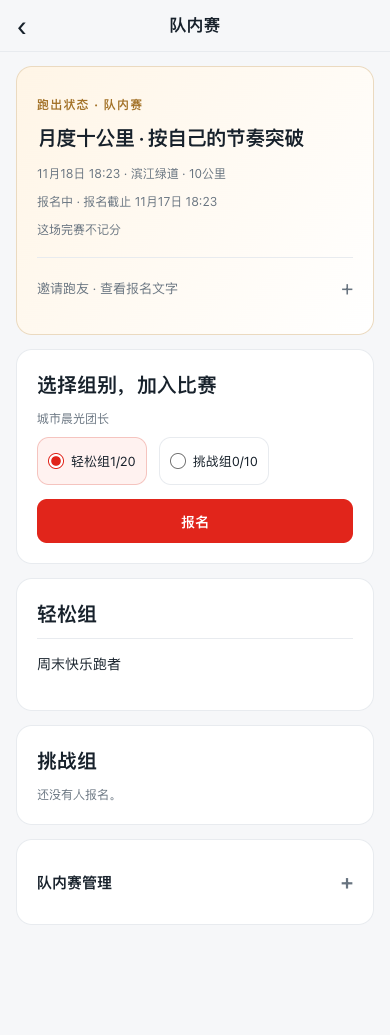 队内赛
跑出状态 · 队内赛
月度十公里 · 按自己的节奏突破
11月18日 18:23 · 滨江绿道 · 10公里
报名中 · 报名截止 11月17日 18:23
这场完赛不记分
邀请跑友 · 查看报名文字
选择组别，加入比赛
城市晨光团长
轻松组1/20 挑战组0/10
报名
轻松组
周末快乐跑者
挑战组
还没有人报名。
队内赛管理